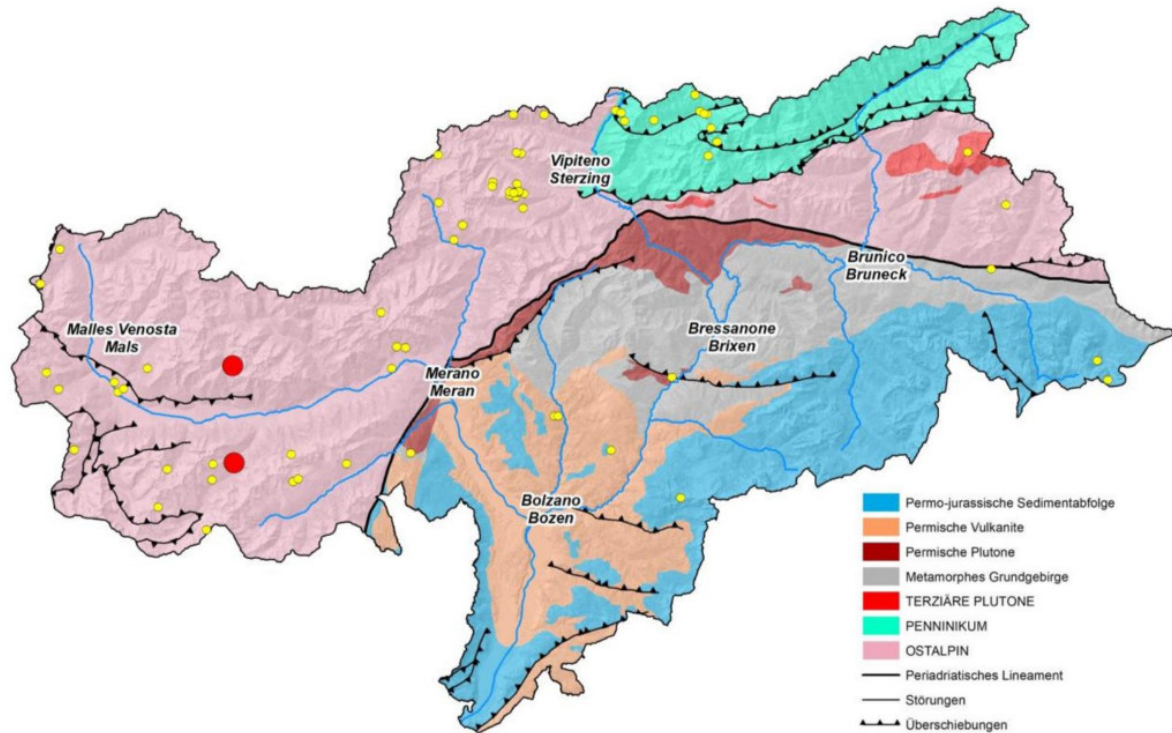 Vipiteno
Sterzing
Brunico
Bruneck
Malles Venosta
Mals
Bressanone
Brixen
Merano
Meran
Bolzano
Bozen
Permo-jurassische Sedimentabfolge
Permische Vulkanite
Permische Plutone
Metamorphes Grundgebirge
TERZIÄRE PLUTONE
PENNINIKUM
OSTALPIN
Periadriatisches Lineament
Störungen
Überschiebungen